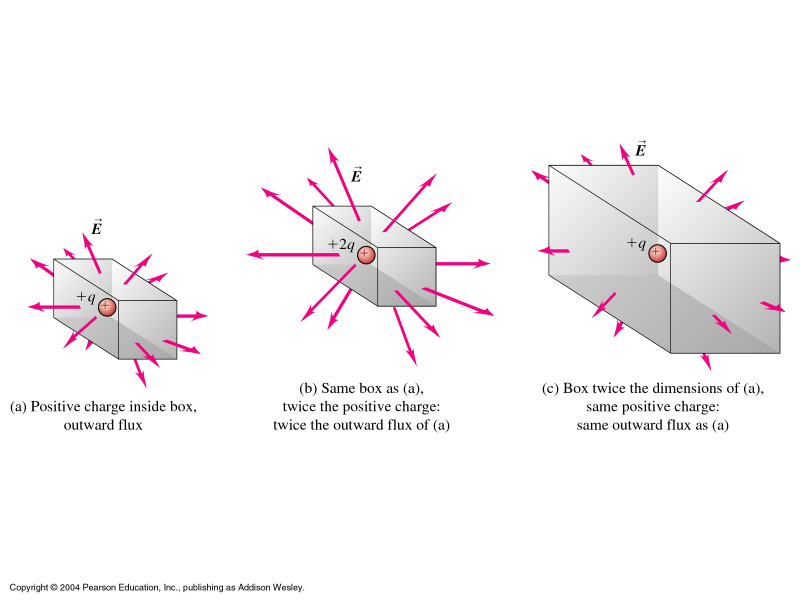 E⃗
+q
+
(a) Positive charge inside box,
outward flux
E⃗
+2q
+
(b) Same box as (a),
twice the positive charge:
twice the outward flux of (a)
E⃗
+q
+
(c) Box twice the dimensions of (a),
same positive charge:
same outward flux as (a)
Copyright © 2004 Pearson Education, Inc., publishing as Addison Wesley.